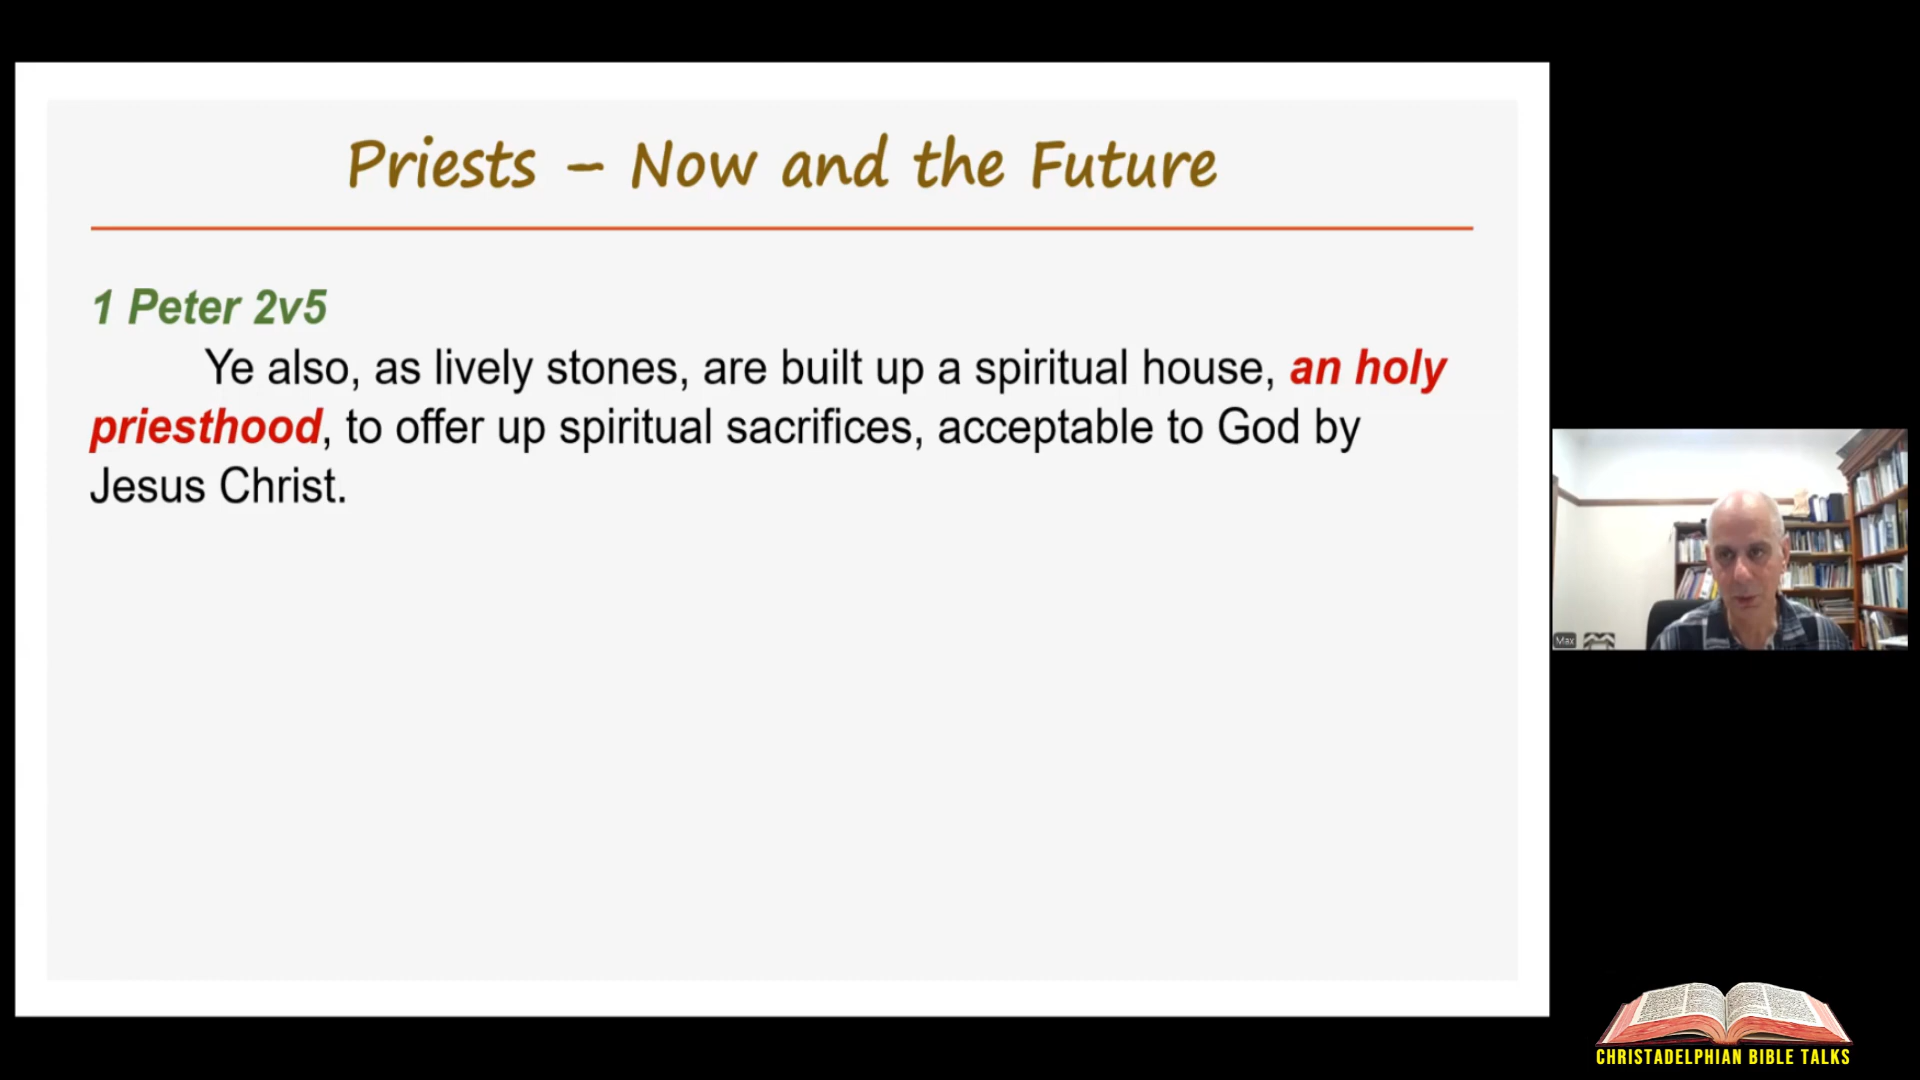 Priests – Now and the Future
1 Peter 2v5
Ye also, as lively stones, are built up a spiritual house, an holy
priesthood, to offer up spiritual sacrifices, acceptable to God by
Jesus Christ.
Max
CHRISTADELPHIAN BIBLE TALKS